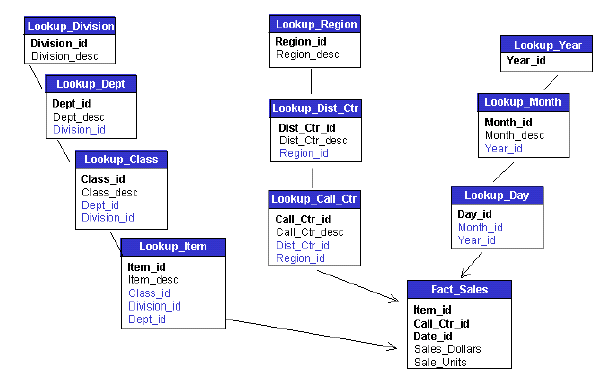 Lookup_Division
Division_id
Division_desc
Lookup_Dept
Dept_id
Dept_desc
Division_id
Lookup_Class
Class_id
Class_desc
Dept_id
Division_id
Lookup_Item
Item_id
Item_desc
Class_id
Division_id
Dept_id
Lookup_Region
Region_id
Region_desc
Lookup_Dist_Ctr
Dist_Ctr_id
Dist_Ctr_desc
Region_id
Lookup_Call_Ctr
Call_Ctr_id
Call_Ctr_desc
Dist_Ctr_id
Region_id
Lookup_Year
Year_id
Lookup_Month
Month_id
Month_desc
Year_id
Lookup_Day
Day_id
Month_id
Year_id
Fact_Sales
Item_id
Call_Ctr_id
Date_id
Sales_Dollars
Sale_Units